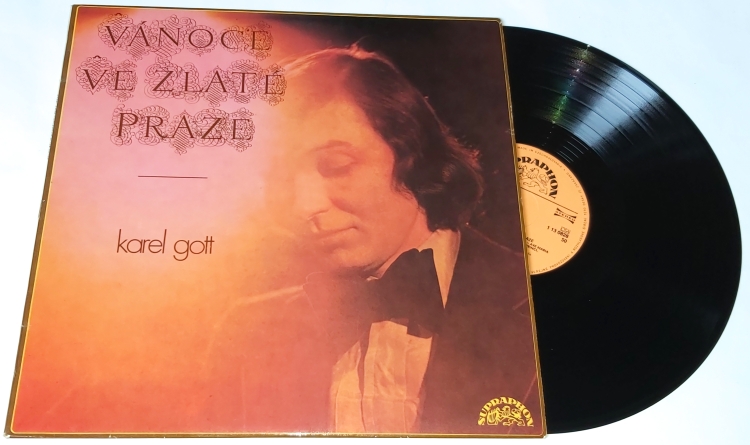 VÁNOCE
VE ZLATÉ
PRAZE
karel gott
SUPRAPHON
SUPRAPHON